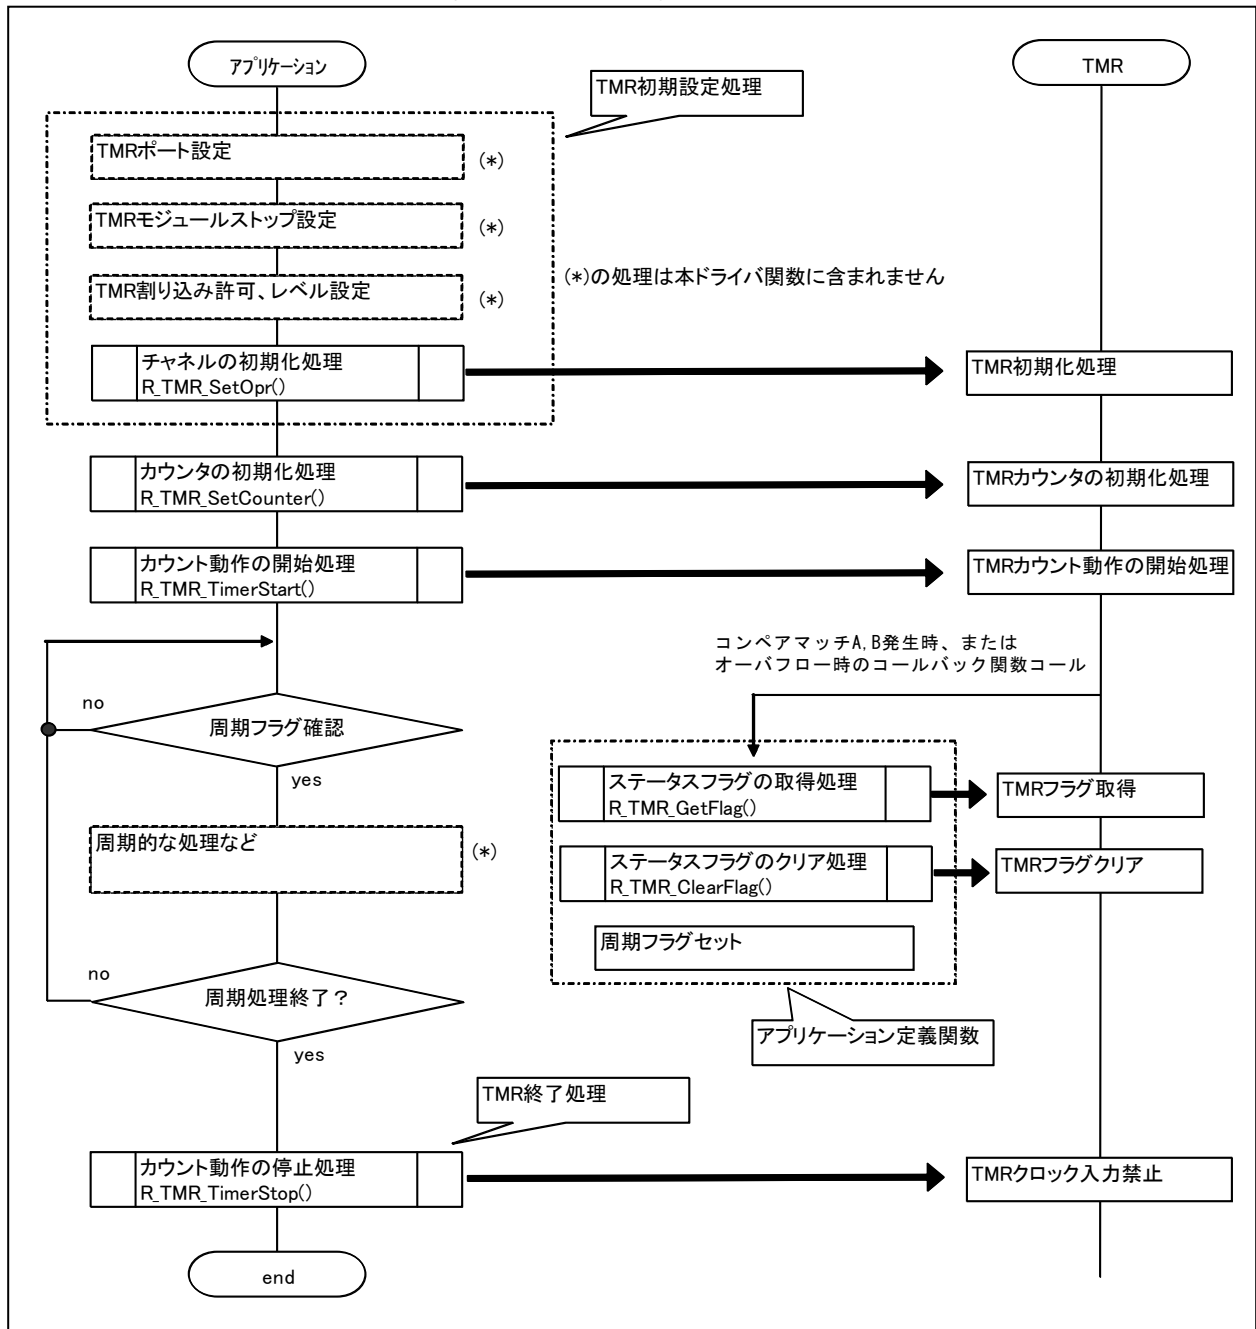 アプリケーション
TMR
TMR初期設定処理
TMRポート設定
(*)
TMRモジュールストップ設定
(*)
TMR割り込み許可、レベル設定
(*)
(*)の処理は本ドライバ関数に含まれません
チャネルの初期化処理
R_TMR_SetOpr()
TMR初期化処理
カウンタの初期化処理
R_TMR_SetCounter()
TMRカウンタの初期化処理
カウント動作の開始処理
R_TMR_TimerStart()
TMRカウント動作の開始処理
コンペアマッチA,B発生時、または
オーバフロー時のコールバック関数コール
no
周期フラグ確認
yes
ステータスフラグの取得処理
R_TMR_GetFlag()
TMRフラグ取得
周期的な処理など
(*)
ステータスフラグのクリア処理
R_TMR_ClearFlag()
TMRフラグクリア
周期フラグセット
no
周期処理終了？
yes
アプリケーション定義関数
TMR終了処理
カウント動作の停止処理
R_TMR_TimerStop()
TMRクロック入力禁止
end